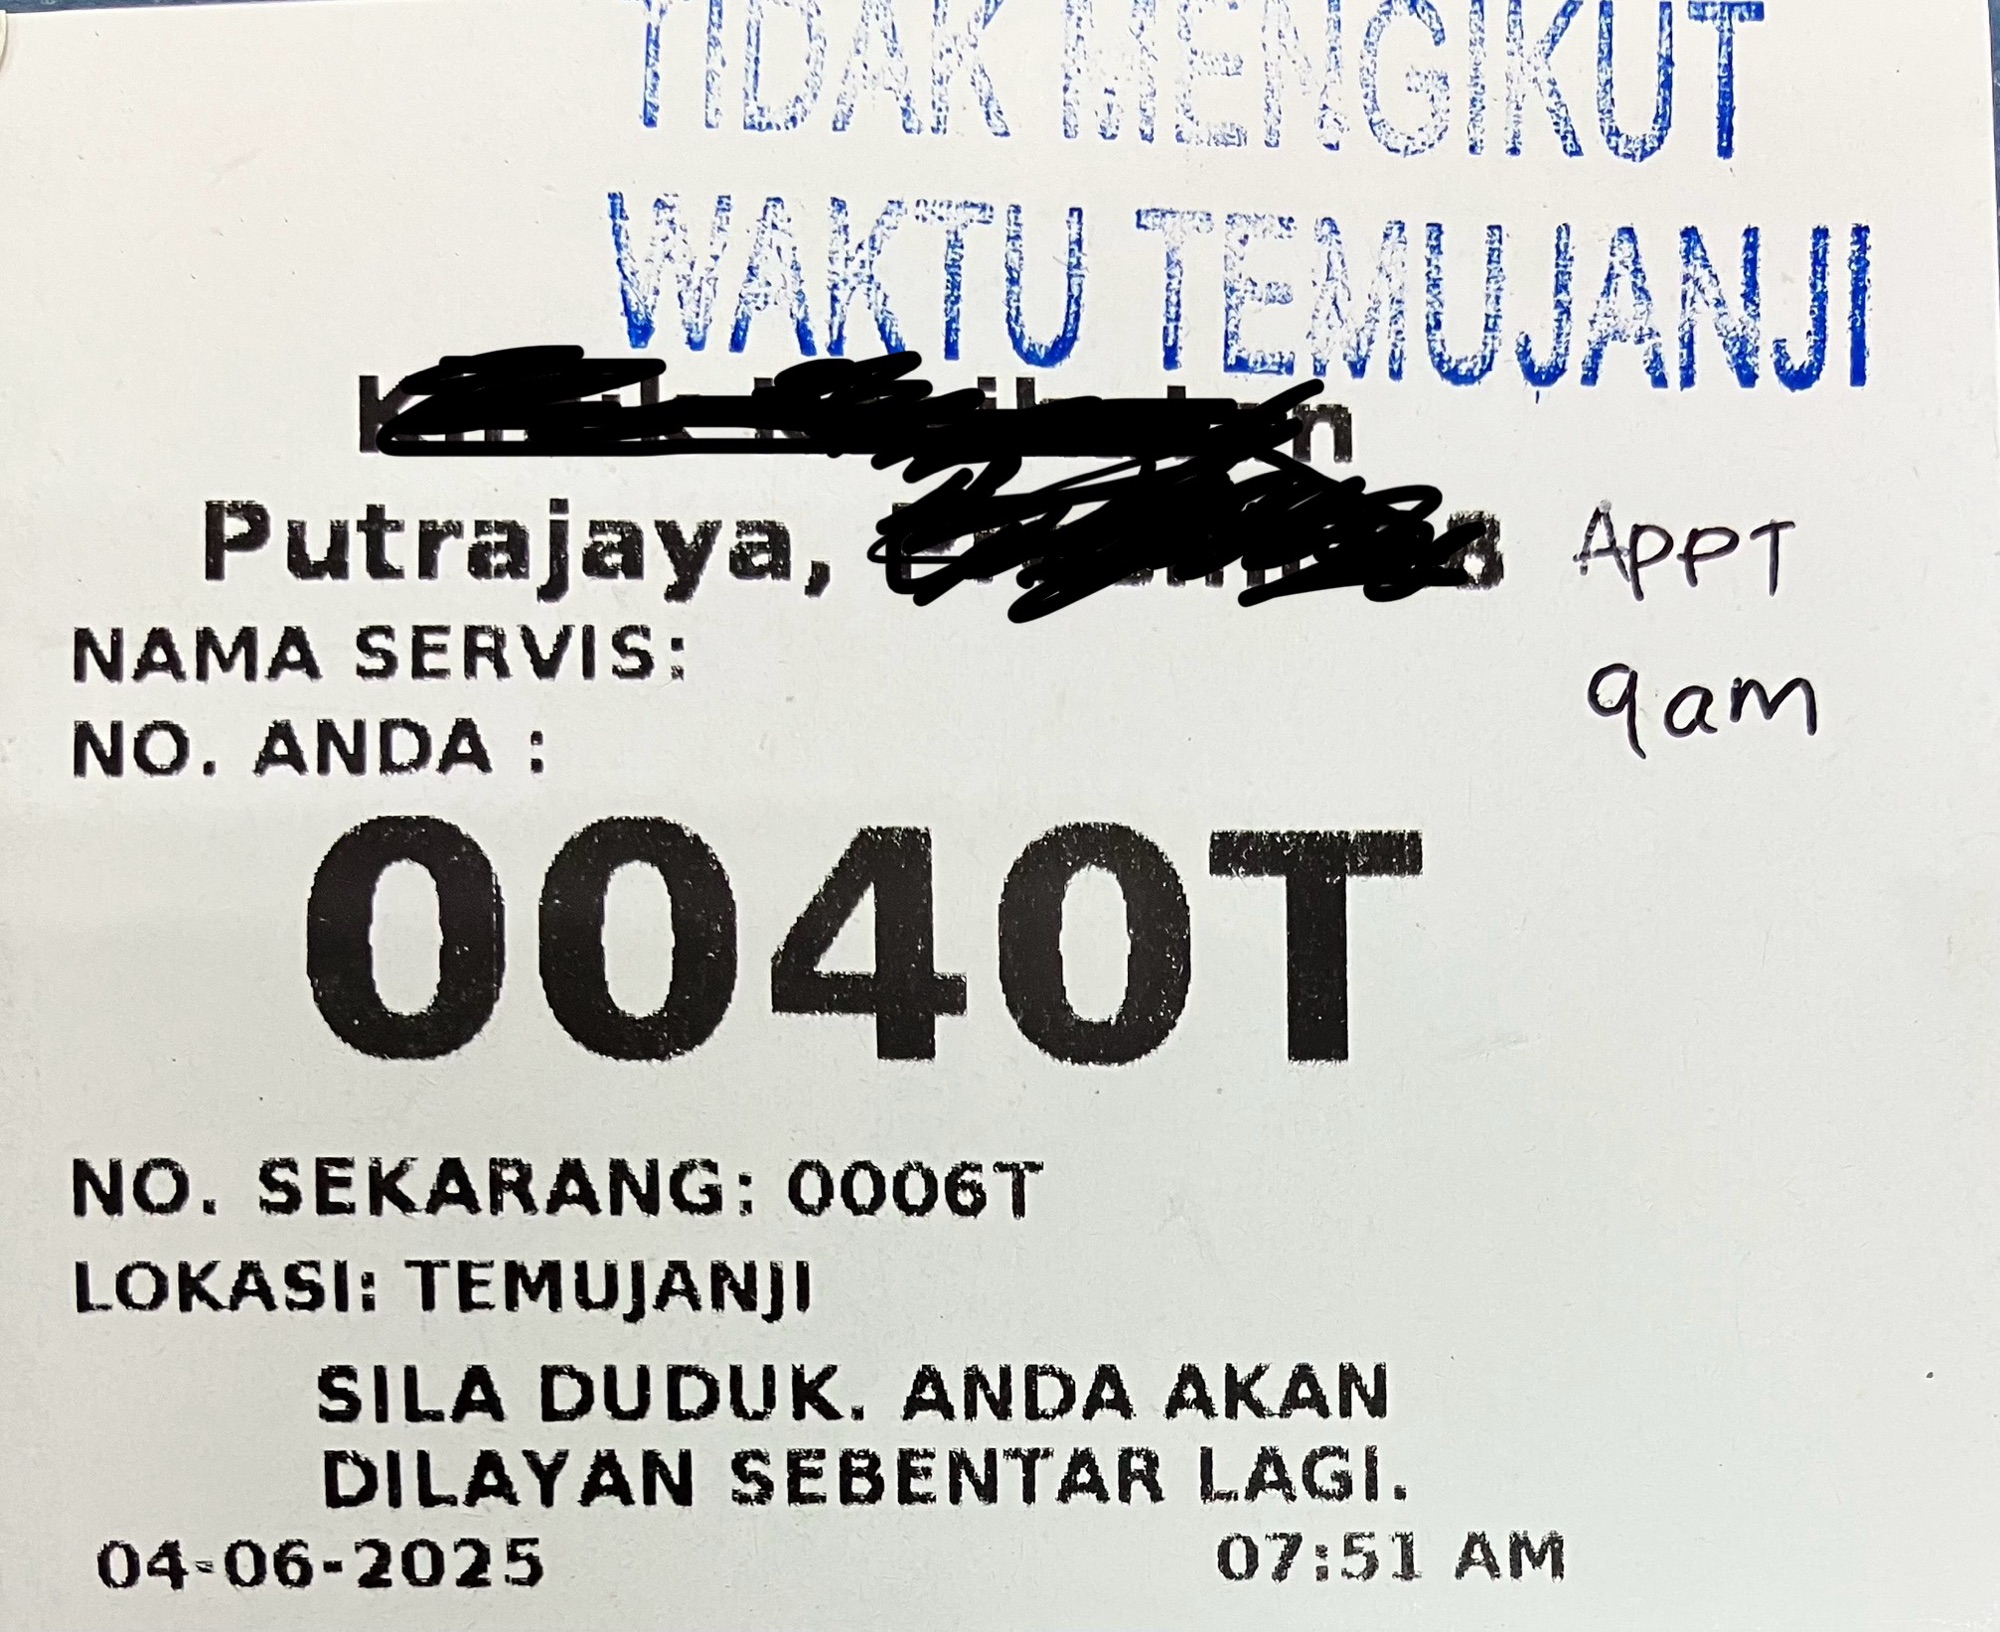 TIDAK MENGIKUT
WAKTU TEMUJANJI
Putrajaya,
APPT
9am
NAMA SERVIS:
NO. ANDA :
0040T
NO. SEKARANG: 0006T
LOKASI: TEMUJANJI
SILA DUDUK. ANDA AKAN
DILAYAN SEBENTAR LAGI.
04-06-2025 07:51 AM